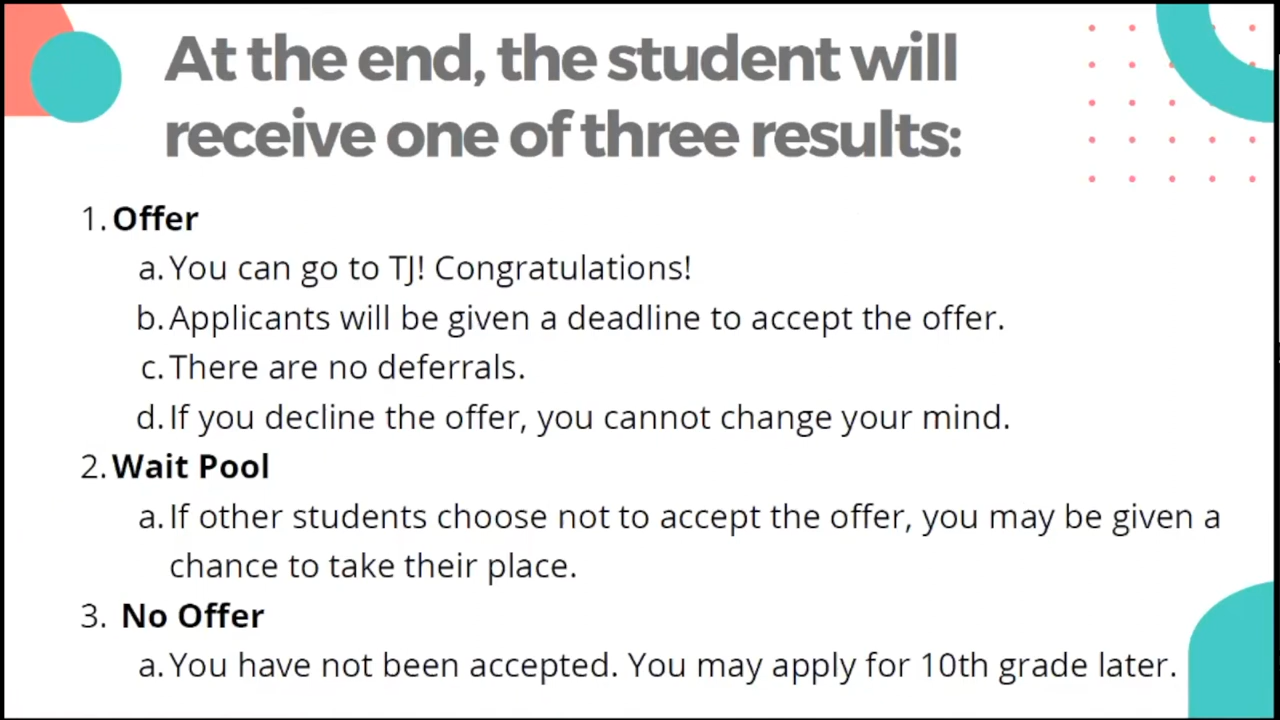 At the end, the student will
receive one of three results:
1. Offer
a. You can go to TJ! Congratulations!
b. Applicants will be given a deadline to accept the offer.
c. There are no deferrals.
d. If you decline the offer, you cannot change your mind.
2. Wait Pool
a. If other students choose not to accept the offer, you may be given a
chance to take their place.
3. No Offer
a. You have not been accepted. You may apply for 10th grade later.